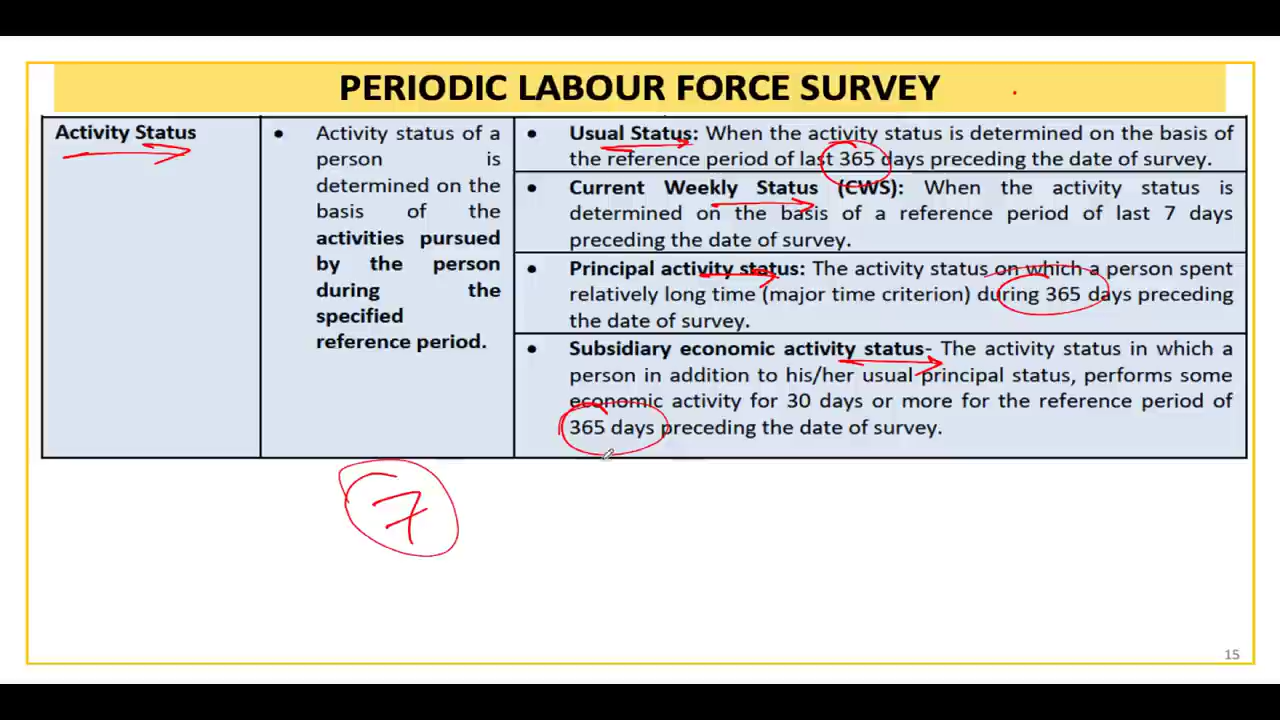 PERIODIC LABOUR FORCE SURVEY
Activity Status
• Activity status of a
person is
determined on the
basis of the
activities pursued
by the person
during the
specified
reference period.
• Usual Status: When the activity status is determined on the basis of
the reference period of last 365 days preceding the date of survey.
• Current Weekly Status (CWS): When the activity status is
determined on the basis of a reference period of last 7 days
preceding the date of survey.
• Principal activity status: The activity status on which a person spent
relatively long time (major time criterion) during 365 days preceding
the date of survey.
• Subsidiary economic activity status- The activity status in which a
person in addition to his/her usual principal status, performs some
economic activity for 30 days or more for the reference period of
365 days preceding the date of survey.
7
15